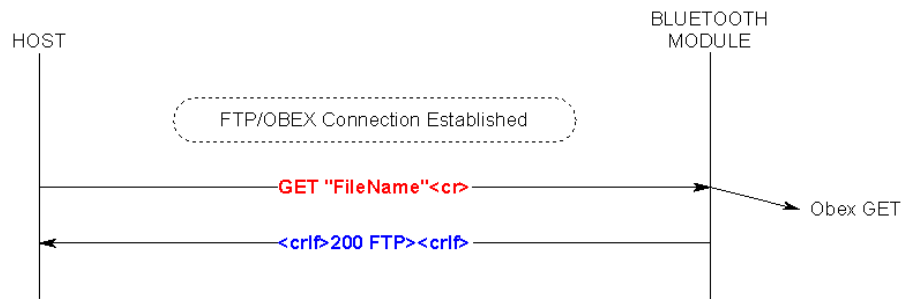 HOST
BLUETOOTH
MODULE
FTP/OBEX Connection Established
GET "FileName"<cr>
Obex GET
<crlf>200 FTP><crlf>